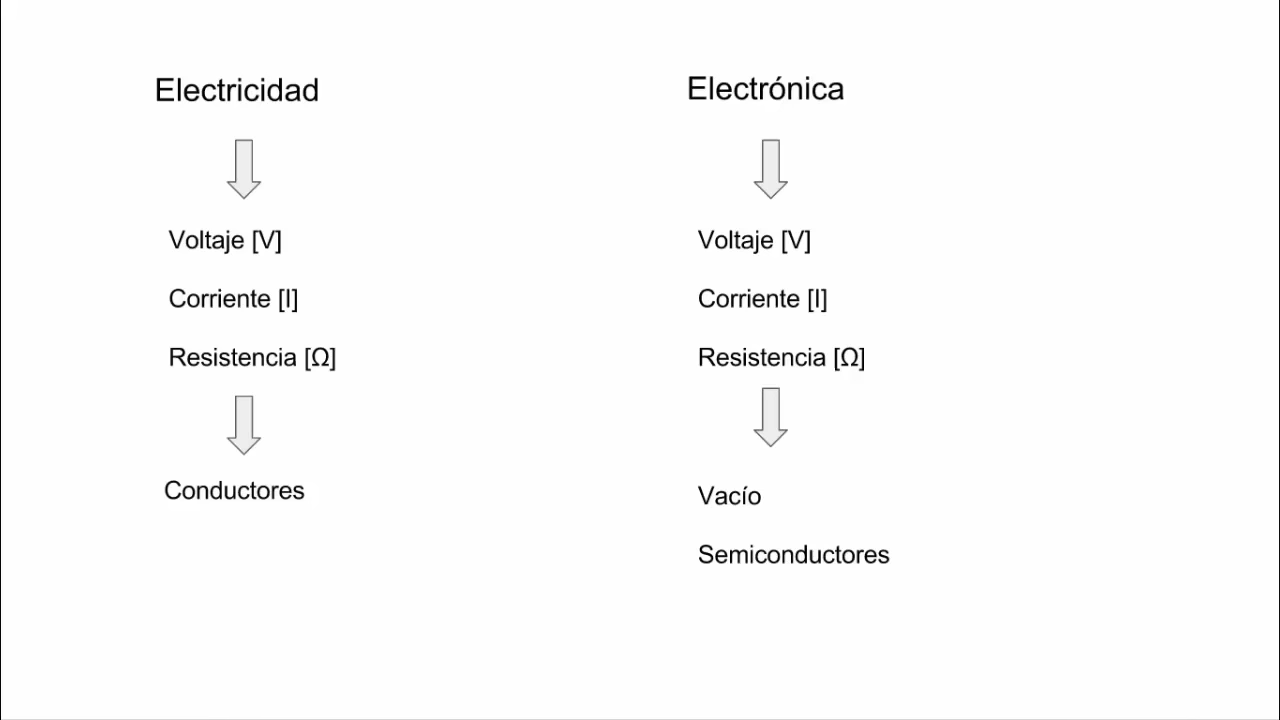 Electricidad
Voltaje [V]
Corriente [I]
Resistencia [Ω]
Conductores
Electrónica
Voltaje [V]
Corriente [I]
Resistencia [Ω]
Vacío
Semiconductores